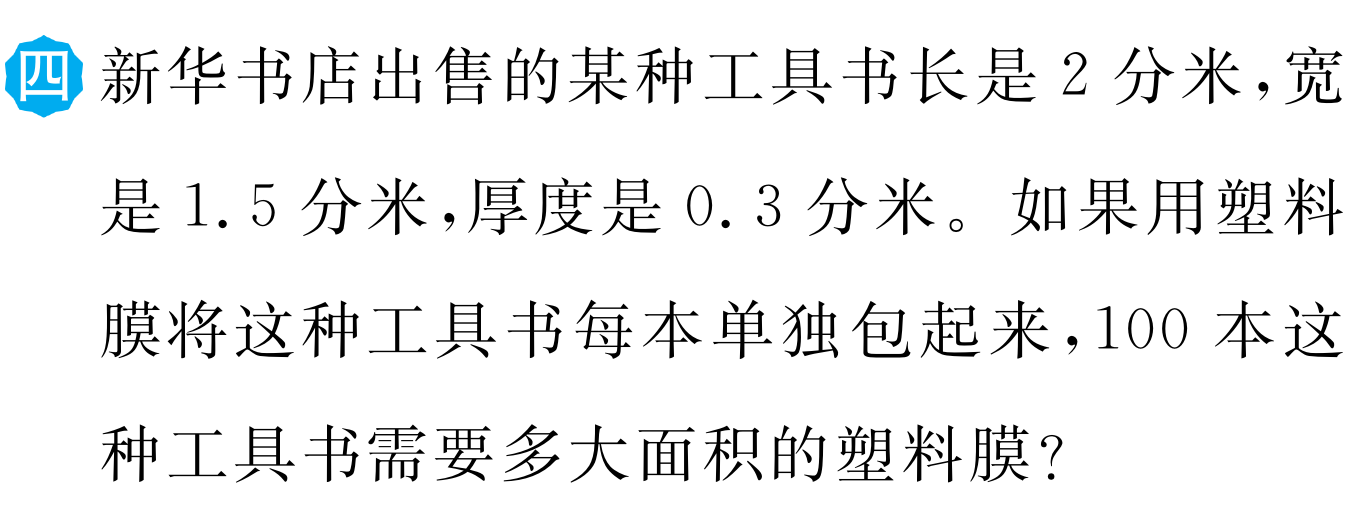 四 新华书店出售的某种工具书长是 2 分米,宽
是 1.5 分米,厚度是 0.3 分米。如果用塑料
膜将这种工具书每本单独包起来,100 本这
种工具书需要多大面积的塑料膜?